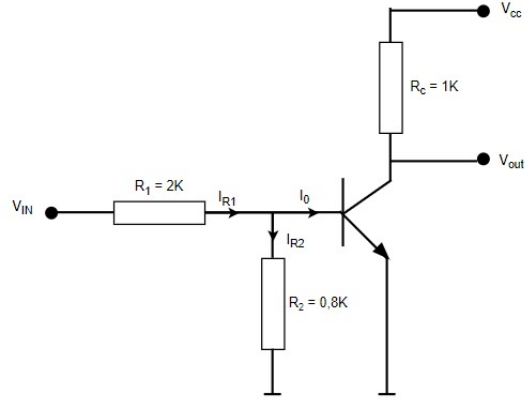 Vcc
Rc = 1K
Vout
R1 = 2K
IR1
I0
VIN
IR2
R2 = 0,8K